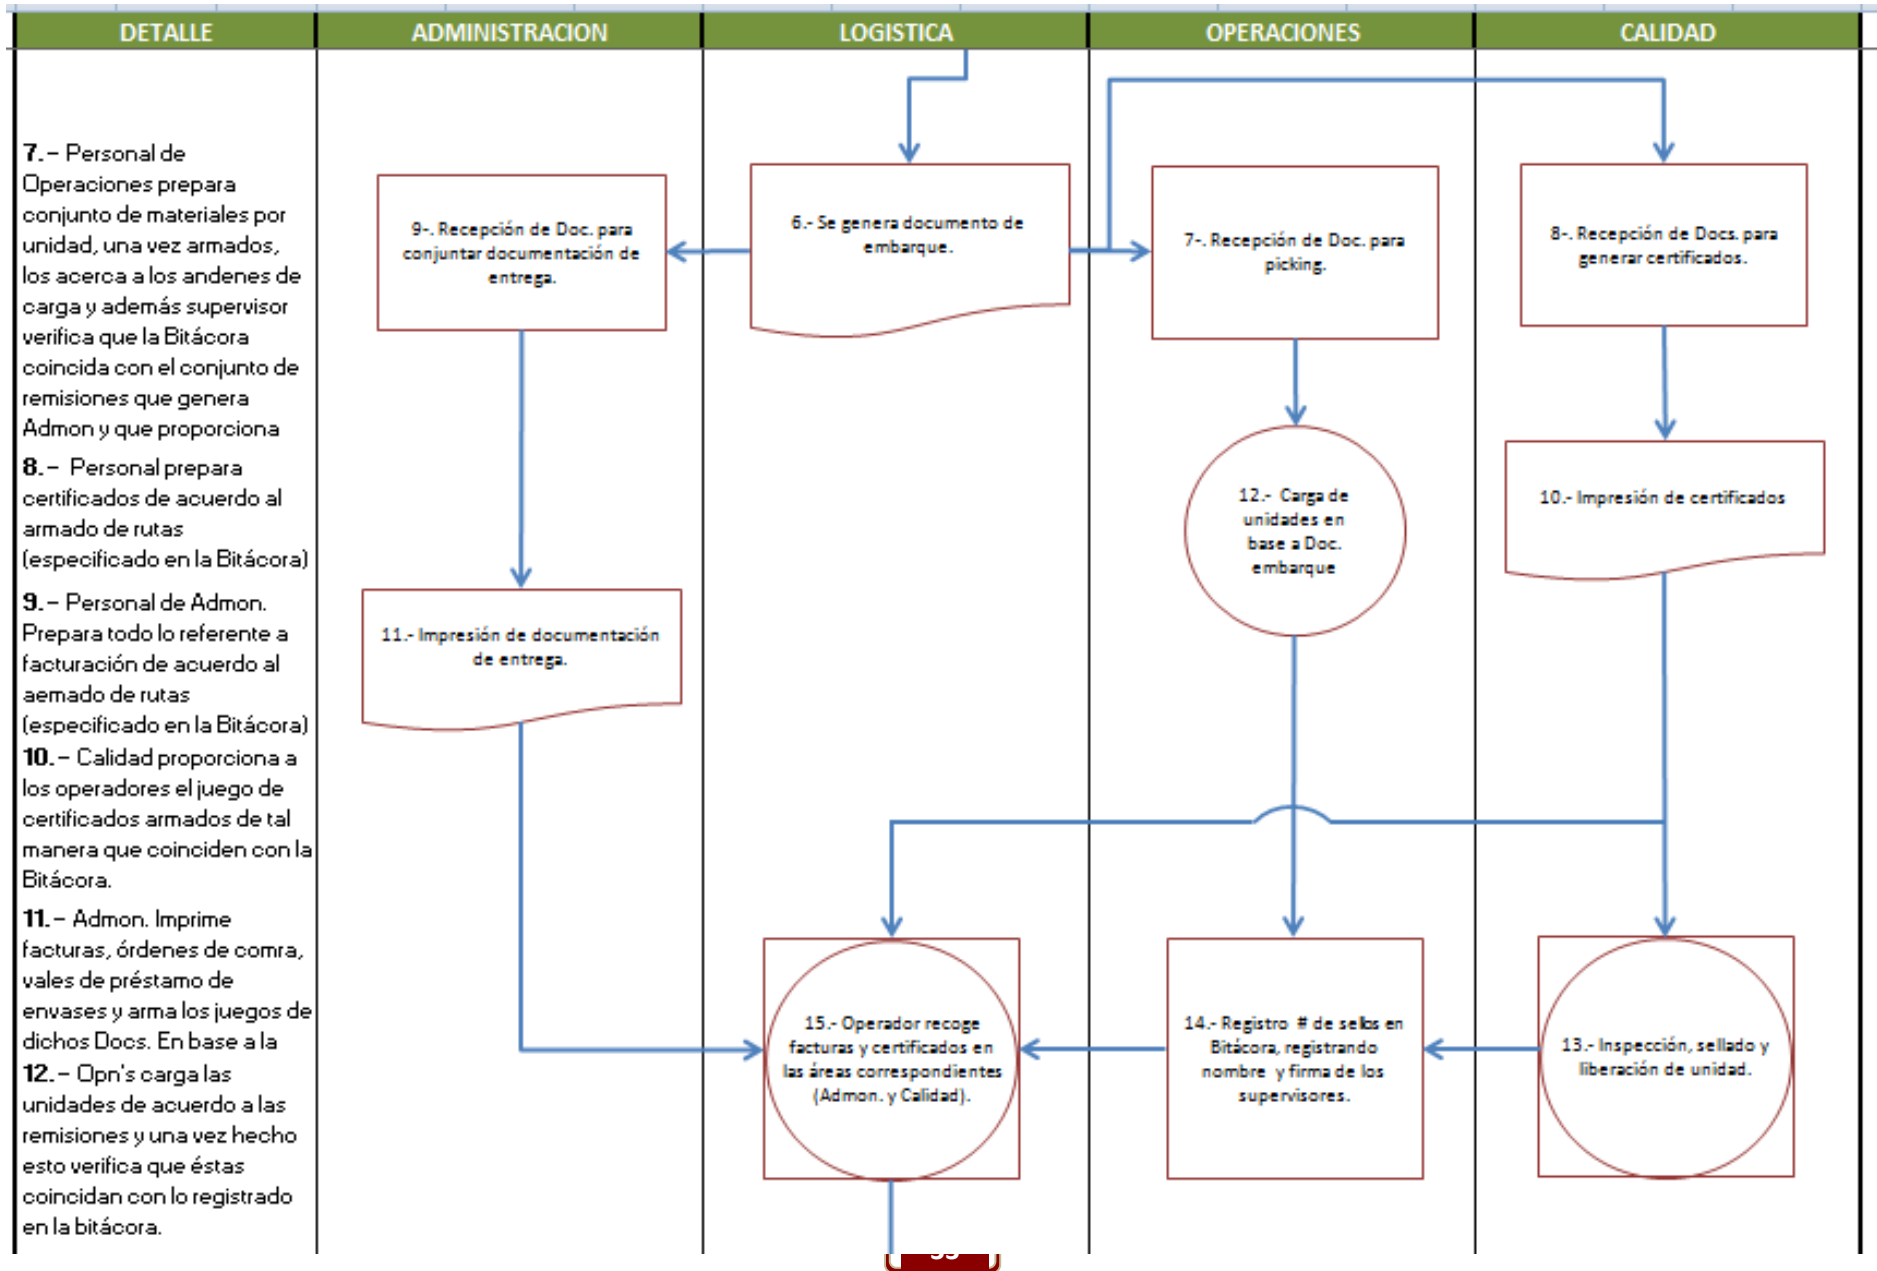 DETALLE
ADMINISTRACION
LOGISTICA
OPERACIONES
CALIDAD
7.- Personal de
Operaciones prepara
conjunto de materiales por
unidad, una vez armados,
los acerca a los andenes de
carga y además supervisor
verifica que la Bitácora
coincida con el conjunto de
remisiones que genera
Admon y que proporciona
8.- Personal prepara
certificados de acuerdo al
armado de rutas
(especificado en la Bitácora)
9.- Personal de Admon.
Prepara todo lo referente a
facturación de acuerdo al
aemado de rutas
(especificado en la Bitácora)
10.- Calidad proporciona a
los operadores el juego de
certificados armados de tal
manera que coinciden con la
Bitácora.
11.- Admon. Imprime
facturas, órdenes de comra,
vales de préstamo de
envases y arma los juegos de
dichos Docs. En base a la
12.- Opn's carga las
unidades de acuerdo a las
remisiones y una vez hecho
esto verifica que éstas
coincidan con lo registrado
en la bitácora.
9-. Recepción de Doc. para
conjuntar documentación de
entrega.
6.- Se genera documento de
embarque.
7-. Recepción de Doc. para
picking.
8-. Recepción de Docs. para
generar certificados.
12.- Carga de
unidades en
base a Doc.
embarque
10.- Impresión de certificados
11.- Impresión de documentación
de entrega.
15.- Operador recoge
facturas y certificados en
las áreas correspondientes
(Admon. y Calidad).
14.- Registro # de sellos en
Bitácora, registrando
nombre y firma de los
supervisores.
13.- Inspección, sellado y
liberación de unidad.